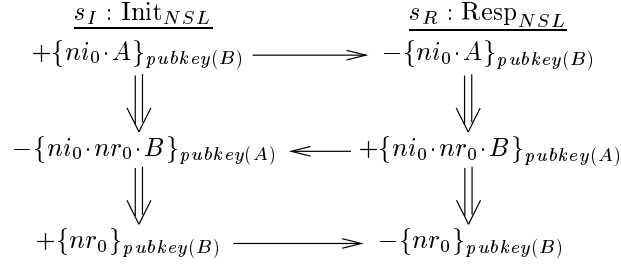 s_I : Init_NSL s_R : Resp_NSL
+{ni_0·A}_pubkey(B) −{ni_0·A}_pubkey(B)
−{ni_0·nr_0·B}_pubkey(A) +{ni_0·nr_0·B}_pubkey(A)
+{nr_0}_pubkey(B) −{nr_0}_pubkey(B)